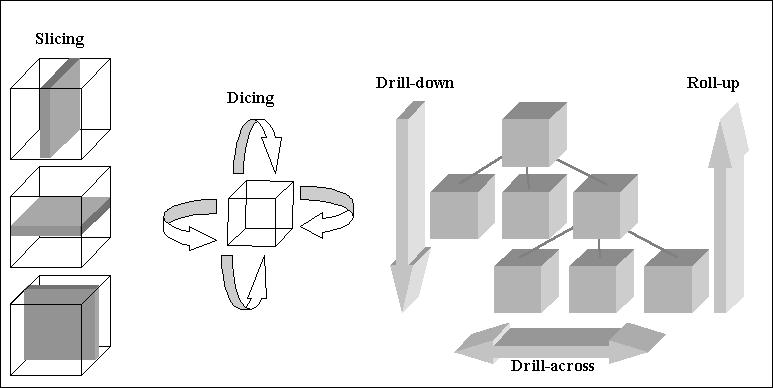 Slicing
Dicing
Drill-down
Roll-up
Drill-across